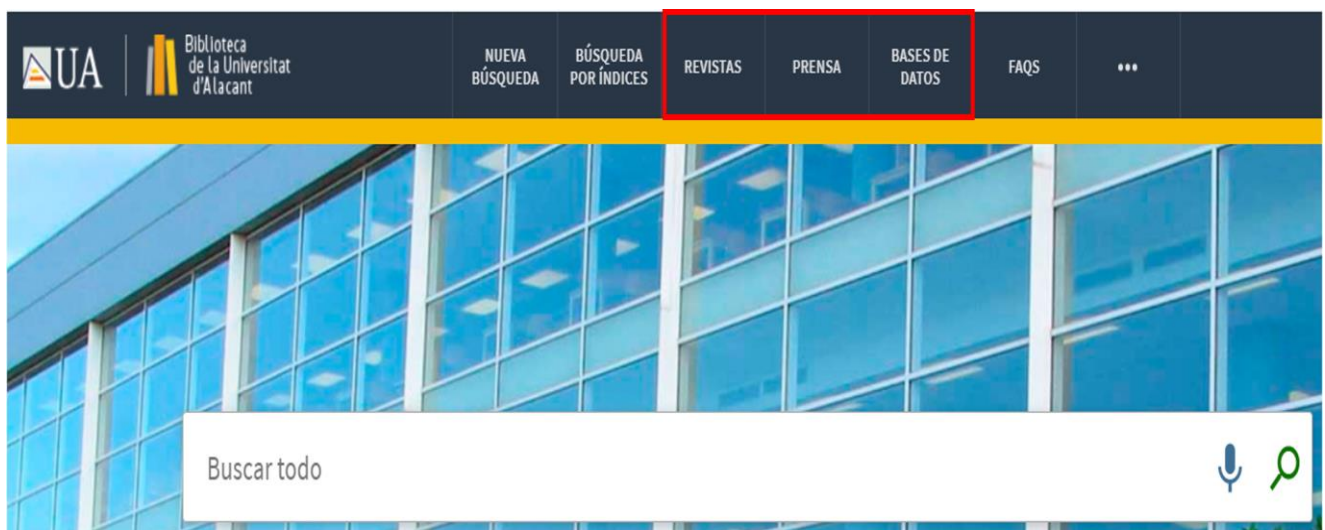 UA
Biblioteca
de la Universitat
d'Alacant
NUEVA
BÚSQUEDA
BÚSQUEDA
POR ÍNDICES
REVISTAS
PRENSA
BASES DE
DATOS
FAQS
•••
Buscar todo